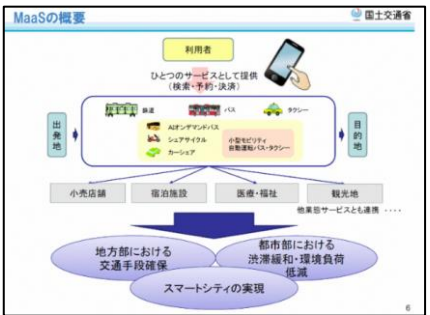 MaaSの概要
国土交通省
利用者
ひとつのサービスとして提供
(検索・予約・決済)
出発地
鉄道
バス
タクシー
AIオンデマンドバス
シェアサイクル
カーシェア
小型モビリティ
自動運転バス・タクシー
目的地
小売店舗
宿泊施設
医療・福祉
観光地
他業態サービスとも連携 ････
地方部における
交通手段確保
都市部における
渋滞緩和・環境負荷
低減
スマートシティの実現
6